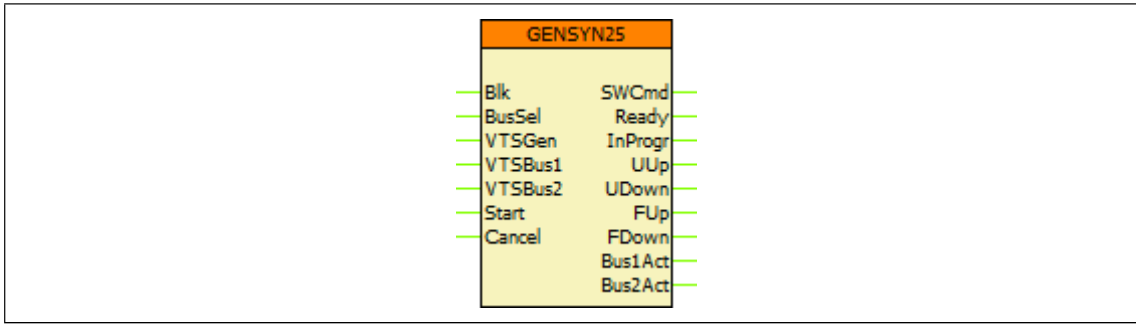 GENSYN25
Blk SWCmd
BusSel Ready
VTSGen InProgr
VTSBus1 UUp
VTSBus2 UDown
Start FUp
Cancel FDown
Bus1Act
Bus2Act